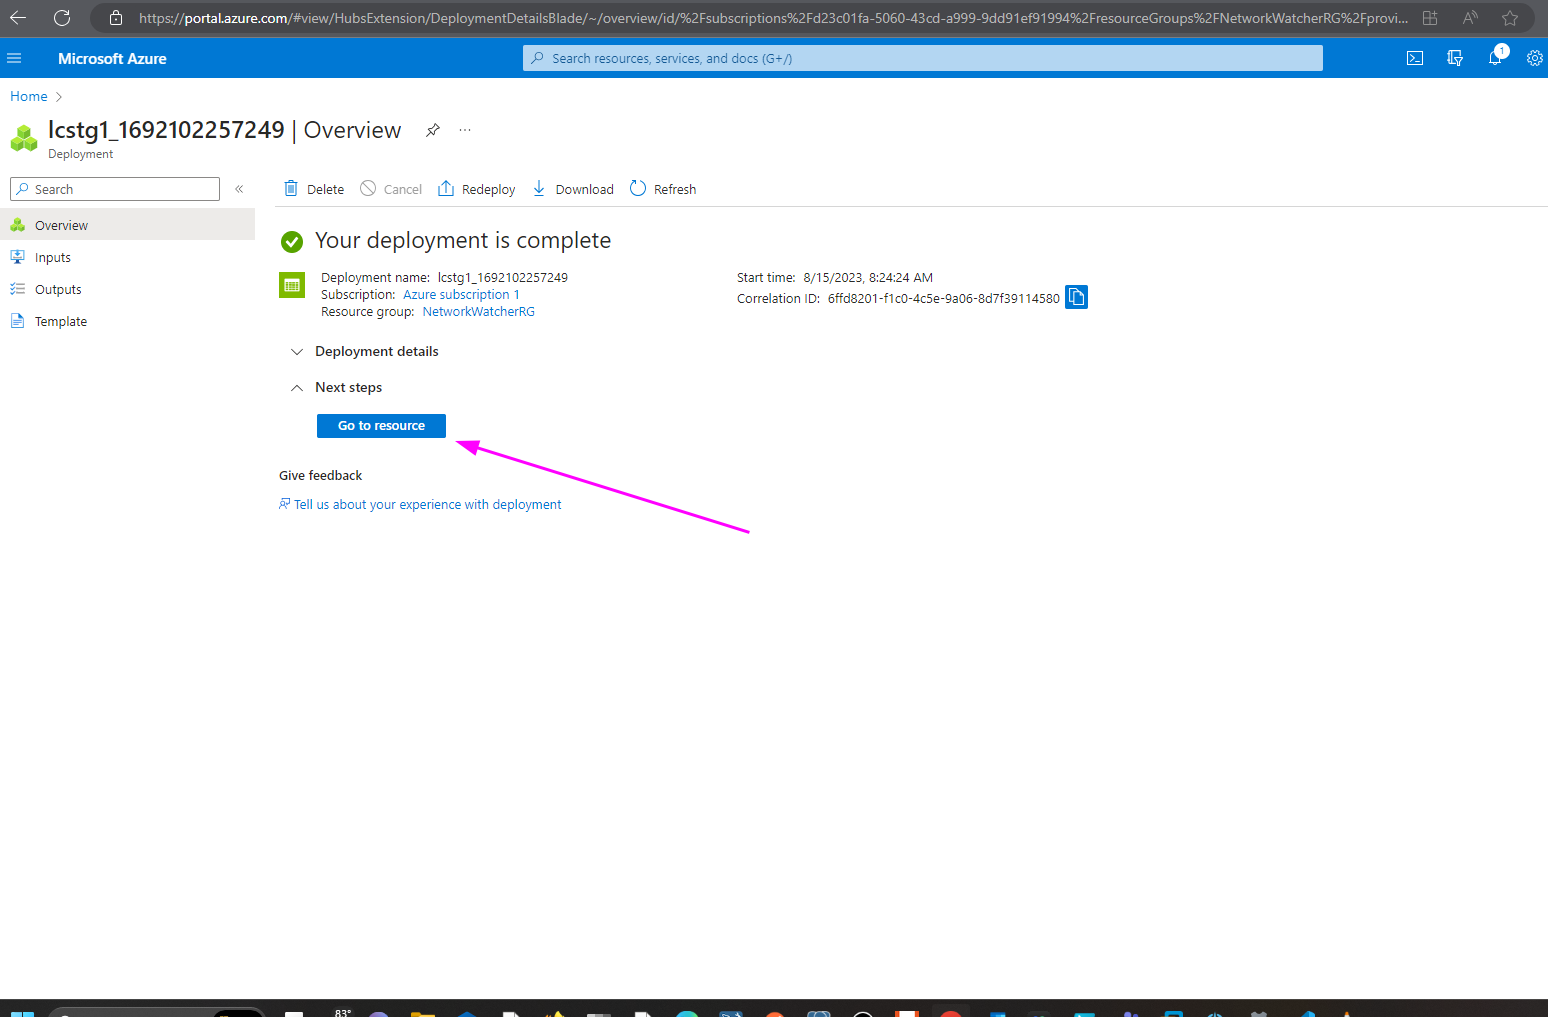 https://portal.azure.com/#view/HubsExtension/DeploymentDetailsBlade/~/overview/id/%2Fsubscriptions%2Fd23c01fa-5060-43cd-a999-9dd91ef91994%2FresourceGroups%2FNetworkWatcherRG%2Fprovi...
Microsoft Azure
Search resources, services, and docs (G+/)
1
Home
lcstg1_1692102257249 | Overview
Deployment
Search
Delete
Cancel
Redeploy
Download
Refresh
Overview
Inputs
Outputs
Template
Your deployment is complete
Deployment name: lcstg1_1692102257249
Subscription: Azure subscription 1
Resource group: NetworkWatcherRG
Start time: 8/15/2023, 8:24:24 AM
Correlation ID: 6ffd8201-f1c0-4c5e-9a06-8d7f39114580
Deployment details
Next steps
Go to resource
Give feedback
Tell us about your experience with deployment
83°